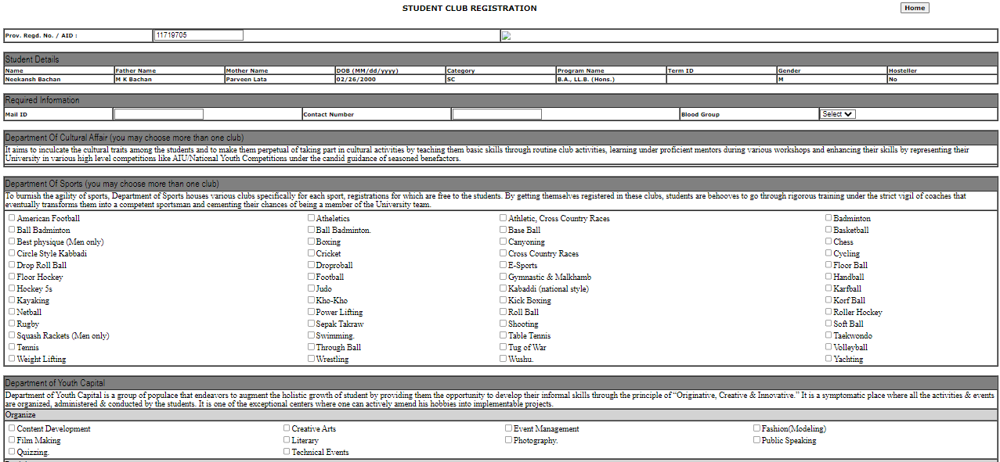 STUDENT CLUB REGISTRATION Home
Prov. Regd. No. / AID : 11719705
Student Details
Name Father Name Mother Name DOB (MM/dd/yyyy) Category Program Name Term ID Gender Hosteller
Neekansh Bachan M K Bachan Parveen Lata 02/26/2000 SC B.A., LL.B. (Hons.) M No
Required Information
Mail ID Contact Number Blood Group Select
Department Of Cultural Affair (you may choose more than one club)
It aims to inculcate the cultural traits among the students and to make them perpetual of taking part in cultural activities by teaching them basic skills through routine club activities, learning under proficient mentors during various workshops and enhancing their skills by representing their
University in various high level competitions like AIU/National Youth Competitions under the candid guidance of seasoned benefactors.
Department Of Sports (you may choose more than one club)
To burnish the agility of sports, Department of Sports houses various clubs specifically for each sport, registrations for which are free to the students. By getting themselves registered in these clubs, students are behooves to go through rigorous training under the strict vigil of coaches that
eventually transforms them into a competent sportsman and cementing their chances of being a member of the University team.
American Football Atheletics Athletic, Cross Country Races Badminton
Ball Badminton Ball Badminton. Base Ball Basketball
Best physique (Men only) Boxing Canyoning Chess
Circle Style Kabbadi Cricket Cross Country Races Cycling
Drop Roll Ball Droproball E-Sports Floor Ball
Floor Hockey Football Gymnastic & Malkhamb Handball
Hockey 5s Judo Kabaddi (national style) Karfball
Kayaking Kho-Kho Kick Boxing Korf Ball
Netball Power Lifting Roll Ball Roller Hockey
Rugby Sepak Takraw Shooting Soft Ball
Squash Rackets (Men only) Swimming. Table Tennis Taekwondo
Tennis Through Ball Tug of War Volleyball
Weight Lifting Wrestling Wushu. Yachting
Department of Youth Capital
Department of Youth Capital is a group of populace that endeavors to augment the holistic growth of student by providing them the opportunity to develop their informal skills through the principle of “Originative, Creative & Innovative.” It is a symptomatic place where all the activities & events
are organized, administered & conducted by the students. It is one of the exceptional centers where one can actively amend his hobbies into implementable projects.
Organize
Content Development Creative Arts Event Management Fashion(Modeling)
Film Making Literary Photography. Public Speaking
Quizzing. Technical Events